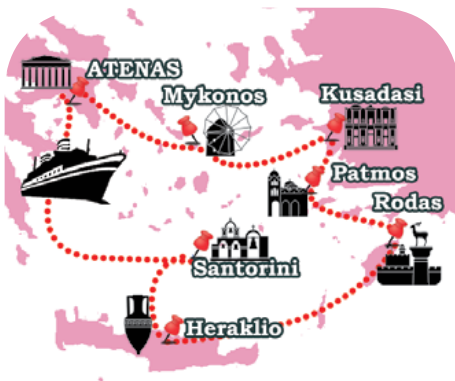 ATENAS
Mykonos
Kusadasi
Patmos
Rodas
Santorini
Heraklio